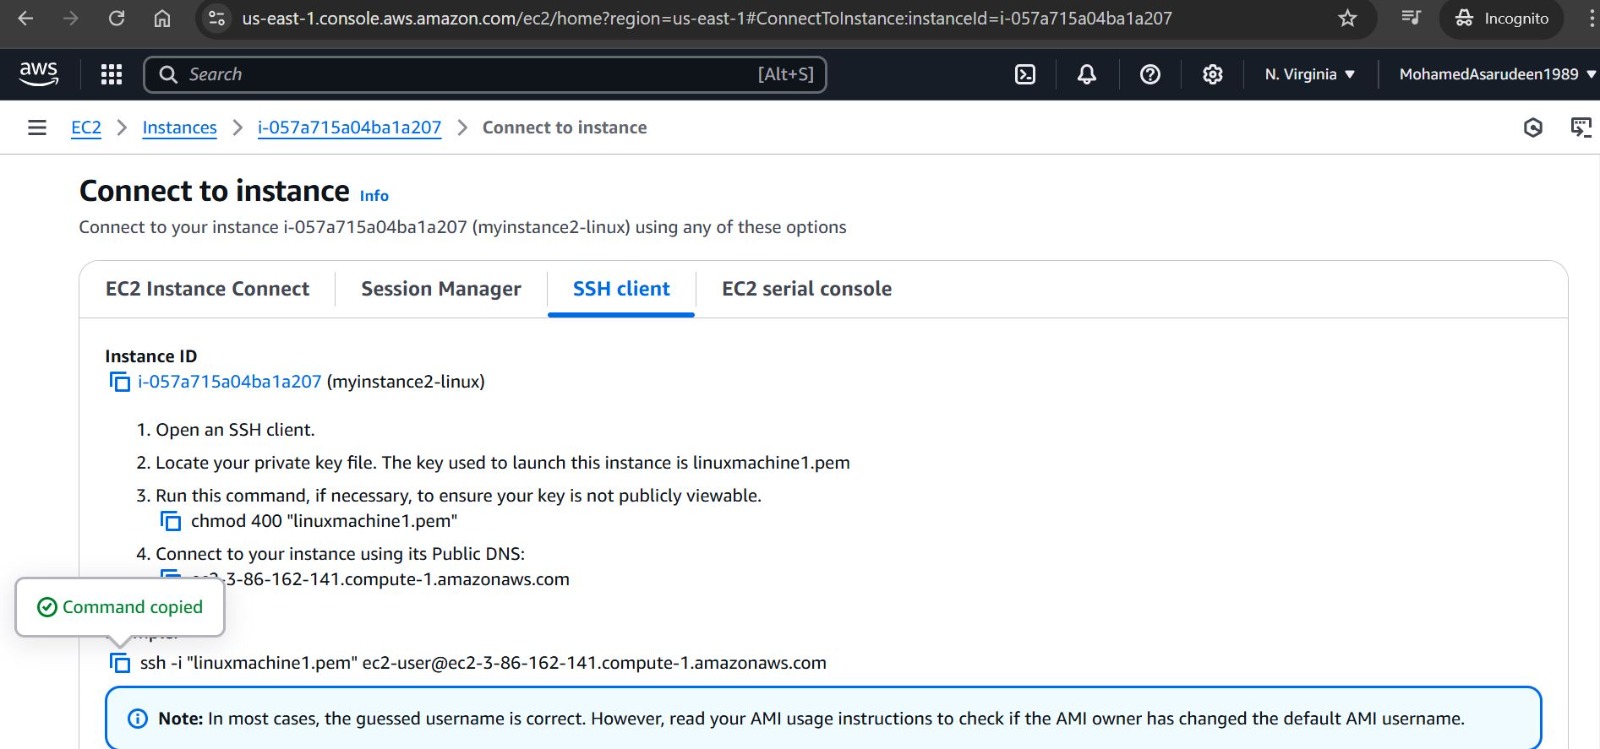 us-east-1.console.aws.amazon.com/ec2/home?region=us-east-1#ConnectToInstance:instanceId=i-057a715a04ba1a207
Incognito
aws
Search
[Alt+S]
N. Virginia
MohamedAsarudeen1989
EC2 > Instances > i-057a715a04ba1a207 > Connect to instance
Connect to instance Info
Connect to your instance i-057a715a04ba1a207 (myinstance2-linux) using any of these options
EC2 Instance Connect
Session Manager
SSH client
EC2 serial console
Instance ID
i-057a715a04ba1a207 (myinstance2-linux)
1. Open an SSH client.
2. Locate your private key file. The key used to launch this instance is linuxmachine1.pem
3. Run this command, if necessary, to ensure your key is not publicly viewable.
chmod 400 "linuxmachine1.pem"
4. Connect to your instance using its Public DNS:
ec2-3-86-162-141.compute-1.amazonaws.com
Command copied
ssh -i "linuxmachine1.pem" ec2-user@ec2-3-86-162-141.compute-1.amazonaws.com
Note: In most cases, the guessed username is correct. However, read your AMI usage instructions to check if the AMI owner has changed the default AMI username.